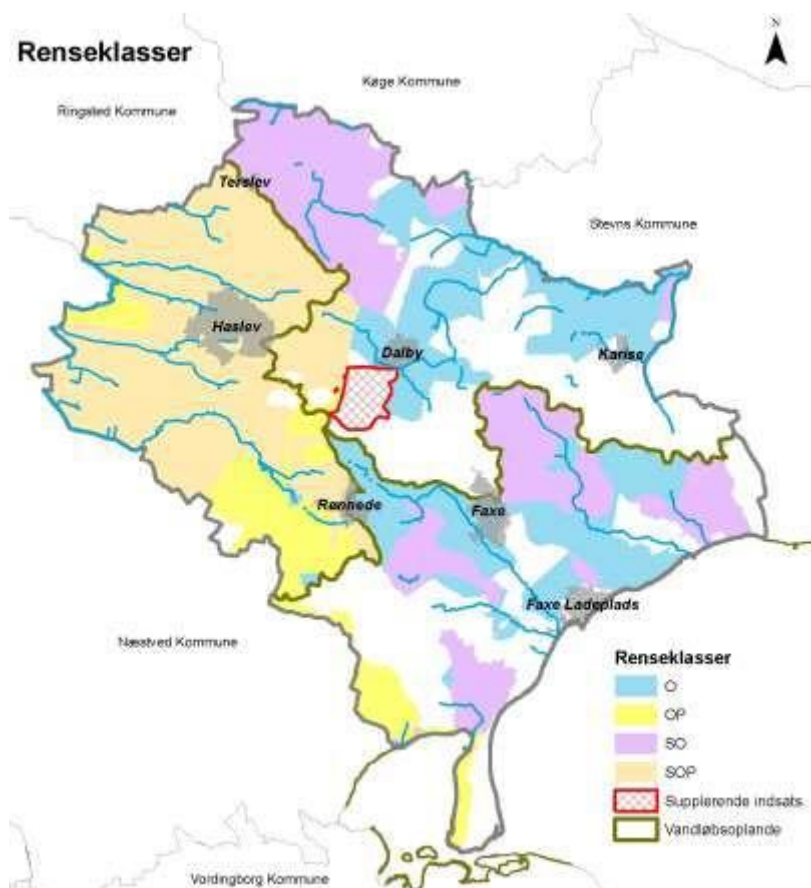 Renseklasser
N
Køge Kommune
Ringsted Kommune
Terslev
Stevns Kommune
Haslev
Dalby
Karise
Rønnede
Faxe
Faxe Ladeplads
Næstved Kommune
Renseklasser
O
OP
SO
SOP
Supplerende indsats
Vandløbsoplande
Vordingborg Kommune